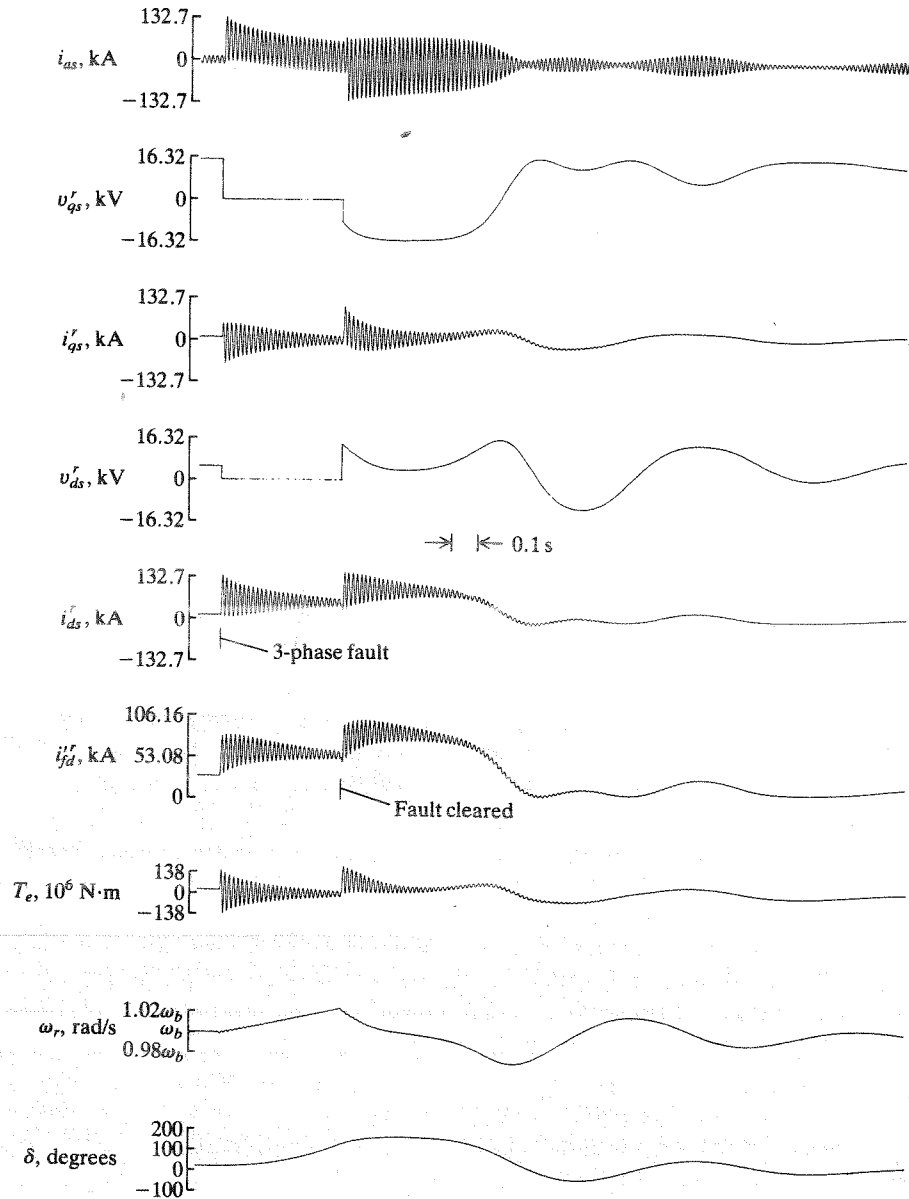 132.7
i_as, kA 0
−132.7
16.32
v^r_qs, kV 0
−16.32
132.7
i^r_qs, kA 0
−132.7
16.32
v^r_ds, kV 0
−16.32
0.1 s
132.7
i^r_ds, kA 0
−132.7
3-phase fault
106.16
i'^r_fd, kA 53.08
0
Fault cleared
138
T_e, 10^6 N·m 0
−138
1.02ω_b
ω_r, rad/s ω_b
0.98ω_b
200
100
δ, degrees 0
−100